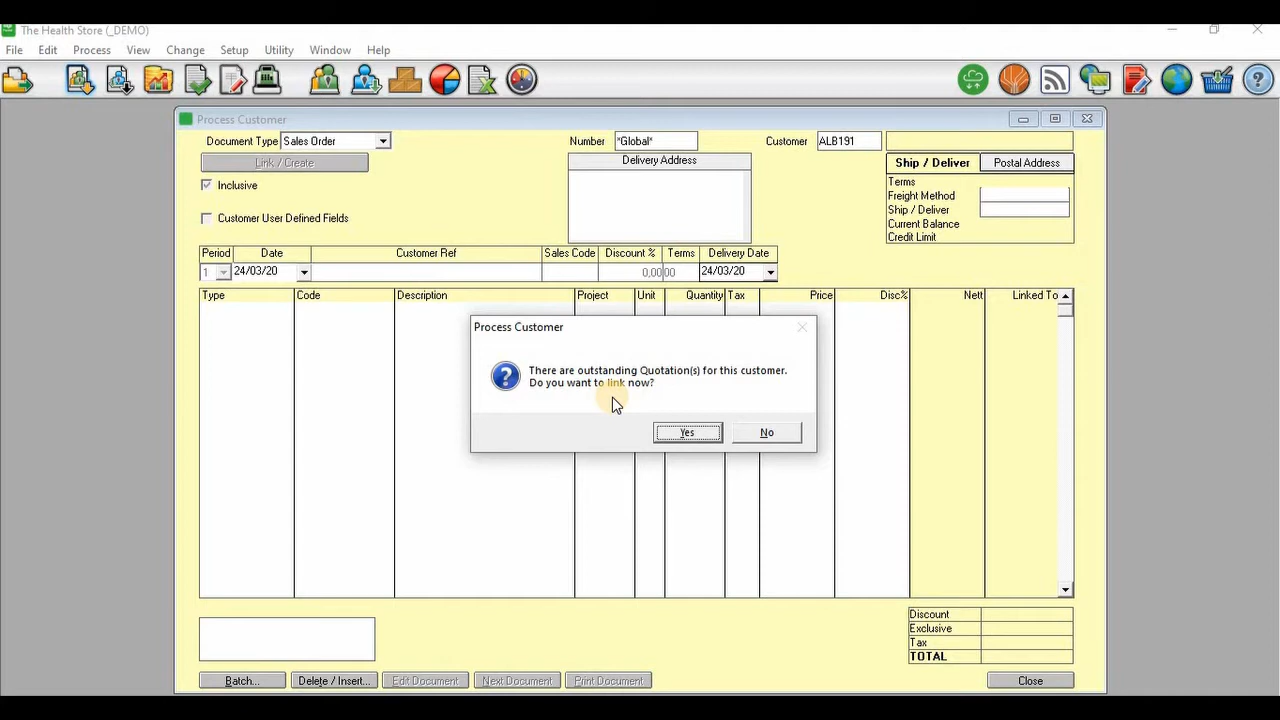 The Health Store (_DEMO)
File Edit Process View Change Setup Utility Window Help
Process Customer
Document Type Sales Order Number *Global* Customer ALB191
Link / Create Delivery Address Ship / Deliver Postal Address
Inclusive Terms
Freight Method
Customer User Defined Fields Ship / Deliver
Current Balance
Credit Limit
Period Date Customer Ref Sales Code Discount % Terms Delivery Date
1 24/03/20 0,00 00 24/03/20
Type Code Description Project Unit Quantity Tax Price Disc% Nett Linked To
Process Customer
There are outstanding Quotation(s) for this customer.
Do you want to link now?
Yes No
Discount
Exclusive
Tax
TOTAL
Batch... Delete / Insert... Edit Document Next Document Print Document Close